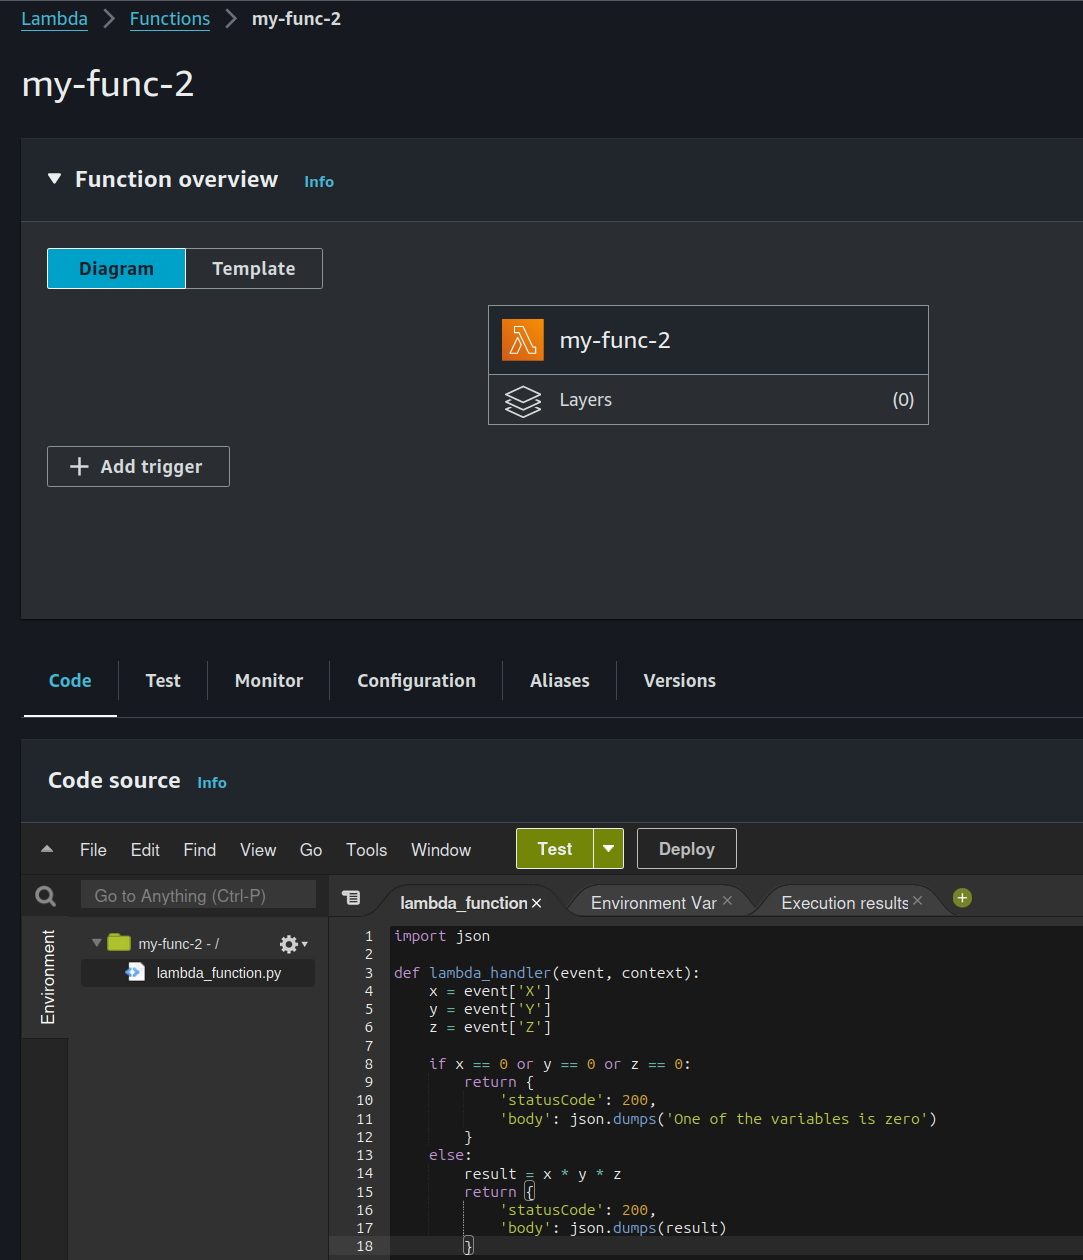 Lambda > Functions > my-func-2
my-func-2
Function overview Info
Diagram Template
my-func-2
Layers (0)
+ Add trigger
Code Test Monitor Configuration Aliases Versions
Code source Info
File Edit Find View Go Tools Window Test Deploy
Go to Anything (Ctrl-P)
lambda_function × Environment Var × Execution results ×
Environment
my-func-2 - /
lambda_function.py
1 import json
2
3 def lambda_handler(event, context):
4     x = event['X']
5     y = event['Y']
6     z = event['Z']
7
8     if x == 0 or y == 0 or z == 0:
9         return {
10             'statusCode': 200,
11             'body': json.dumps('One of the variables is zero')
12         }
13     else:
14         result = x * y * z
15         return {
16             'statusCode': 200,
17             'body': json.dumps(result)
18         }